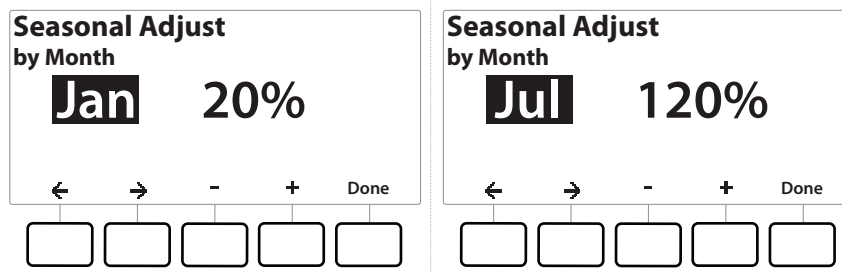 Seasonal Adjust
by Month
Jan 20%
← → - + Done
Seasonal Adjust
by Month
Jul 120%
← → - + Done